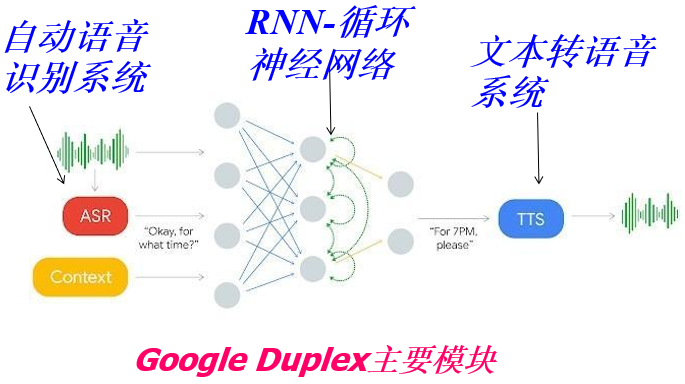 自动语音
识别系统
RNN-循环
神经网络
文本转语音
系统
ASR
"Okay, for
what time?"
Context
"For 7PM,
please"
TTS
Google Duplex主要模块